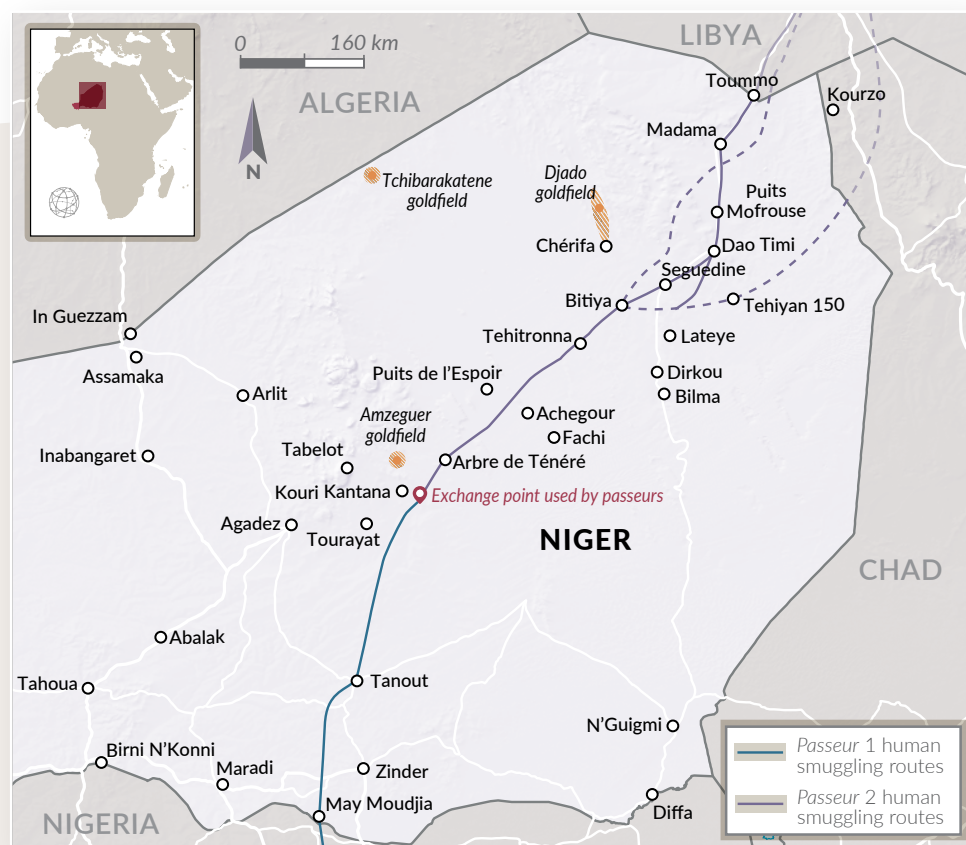 LIBYA
0
160 km
ALGERIA
Toummo
Kourzo
Madama
N
Tchibarakatene
goldfield
Djado
goldfield
Puits
Mofrouse
Chérifa
Dao Timi
Seguedine
Bitiya
Tehiyan 150
In Guezzam
Tehitronna
Lateye
Assamaka
Puits de l’Espoir
Dirkou
Arlit
Bilma
Amzeguer
goldfield
Achegour
Fachi
Inabangaret
Tabelot
Arbre de Ténéré
Kouri Kantana
Exchange point used by passeurs
Agadez
Tourayat
NIGER
CHAD
Abalak
Tahoua
Tanout
N’Guigmi
Birni N’Konni
Maradi
Zinder
May Moudjia
Diffa
NIGERIA
Passeur 1 human
smuggling routes
Passeur 2 human
smuggling routes